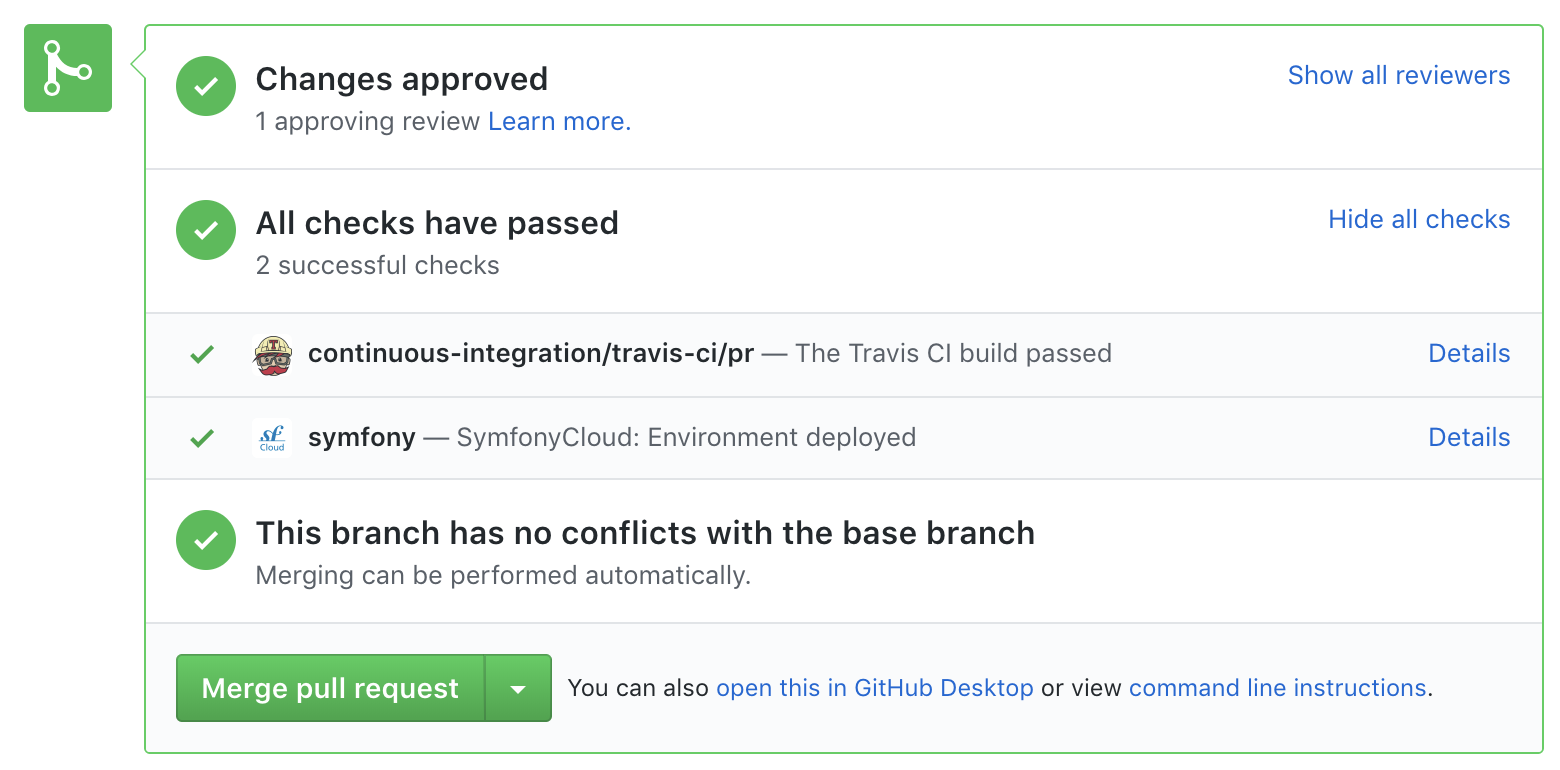 Changes approved
Show all reviewers
1 approving review Learn more.
All checks have passed
Hide all checks
2 successful checks
T
continuous-integration/travis-ci/pr — The Travis CI build passed
Details
sf
Cloud
symfony — SymfonyCloud: Environment deployed
Details
This branch has no conflicts with the base branch
Merging can be performed automatically.
Merge pull request
You can also open this in GitHub Desktop or view command line instructions.